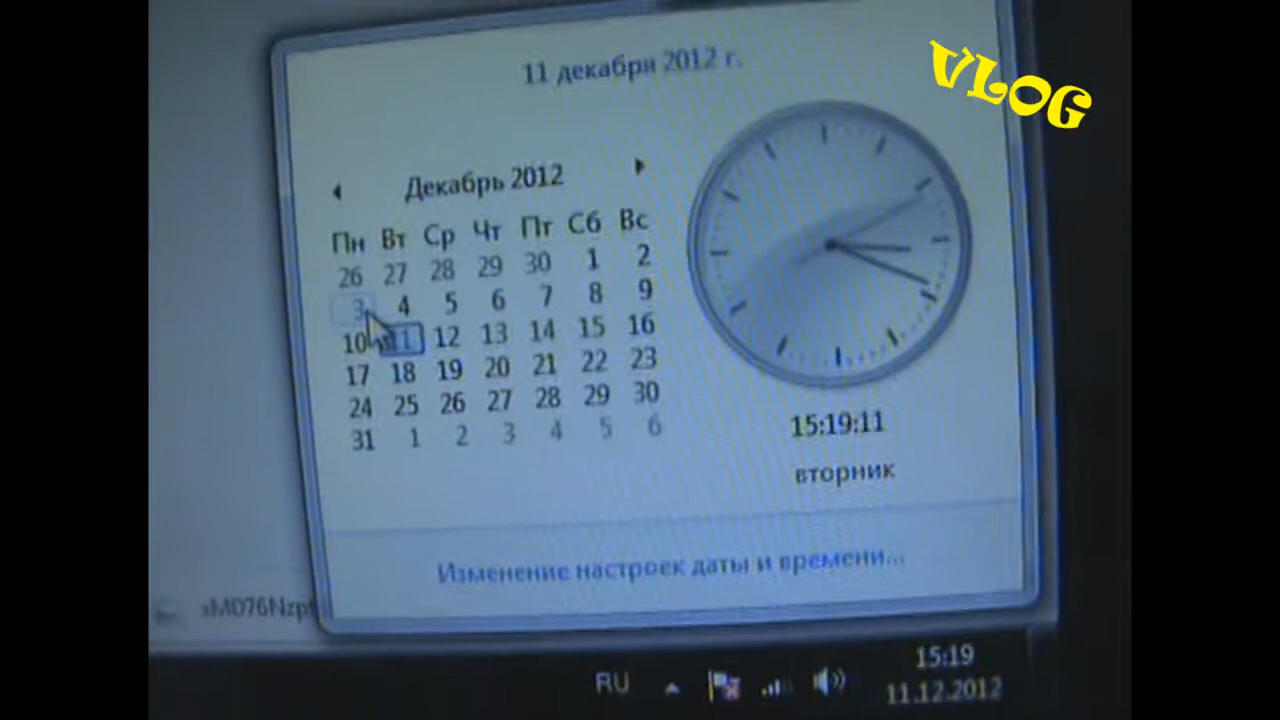 11 декабря 2012 г.
VLOG
Декабрь 2012
Пн Вт Ср Чт Пт Сб Вс
26 27 28 29 30 1 2
3 4 5 6 7 8 9
10 11 12 13 14 15 16
17 18 19 20 21 22 23
24 25 26 27 28 29 30
31 1 2 3 4 5 6
15:19:11
вторник
Изменение настроек даты и времени...
RU
15:19
11.12.2012